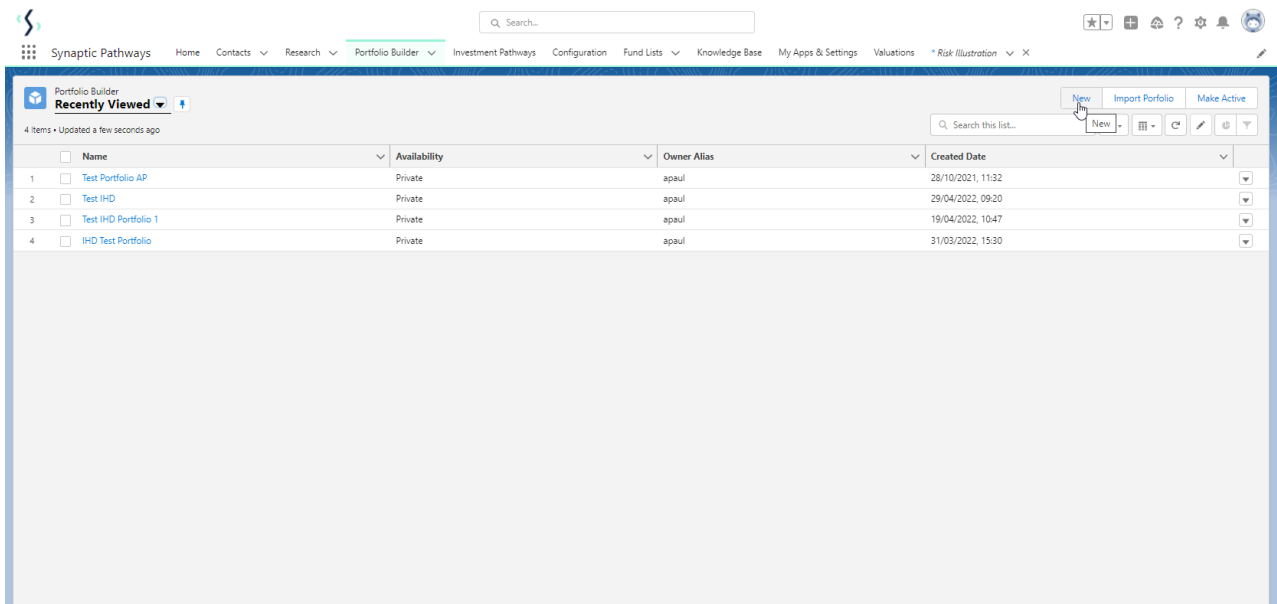 Search...
Synaptic Pathways Home Contacts Research Portfolio Builder Investment Pathways Configuration Fund Lists Knowledge Base My Apps & Settings Valuations * Risk Illustration
Portfolio Builder
Recently Viewed
New Import Porfolio Make Active
4 items • Updated a few seconds ago
Search this list...
New
Name Availability Owner Alias Created Date
1 Test Portfolio AP Private apaul 28/10/2021, 11:32
2 Test IHD Private apaul 29/04/2022, 09:20
3 Test IHD Portfolio 1 Private apaul 19/04/2022, 10:47
4 IHD Test Portfolio Private apaul 31/03/2022, 15:30